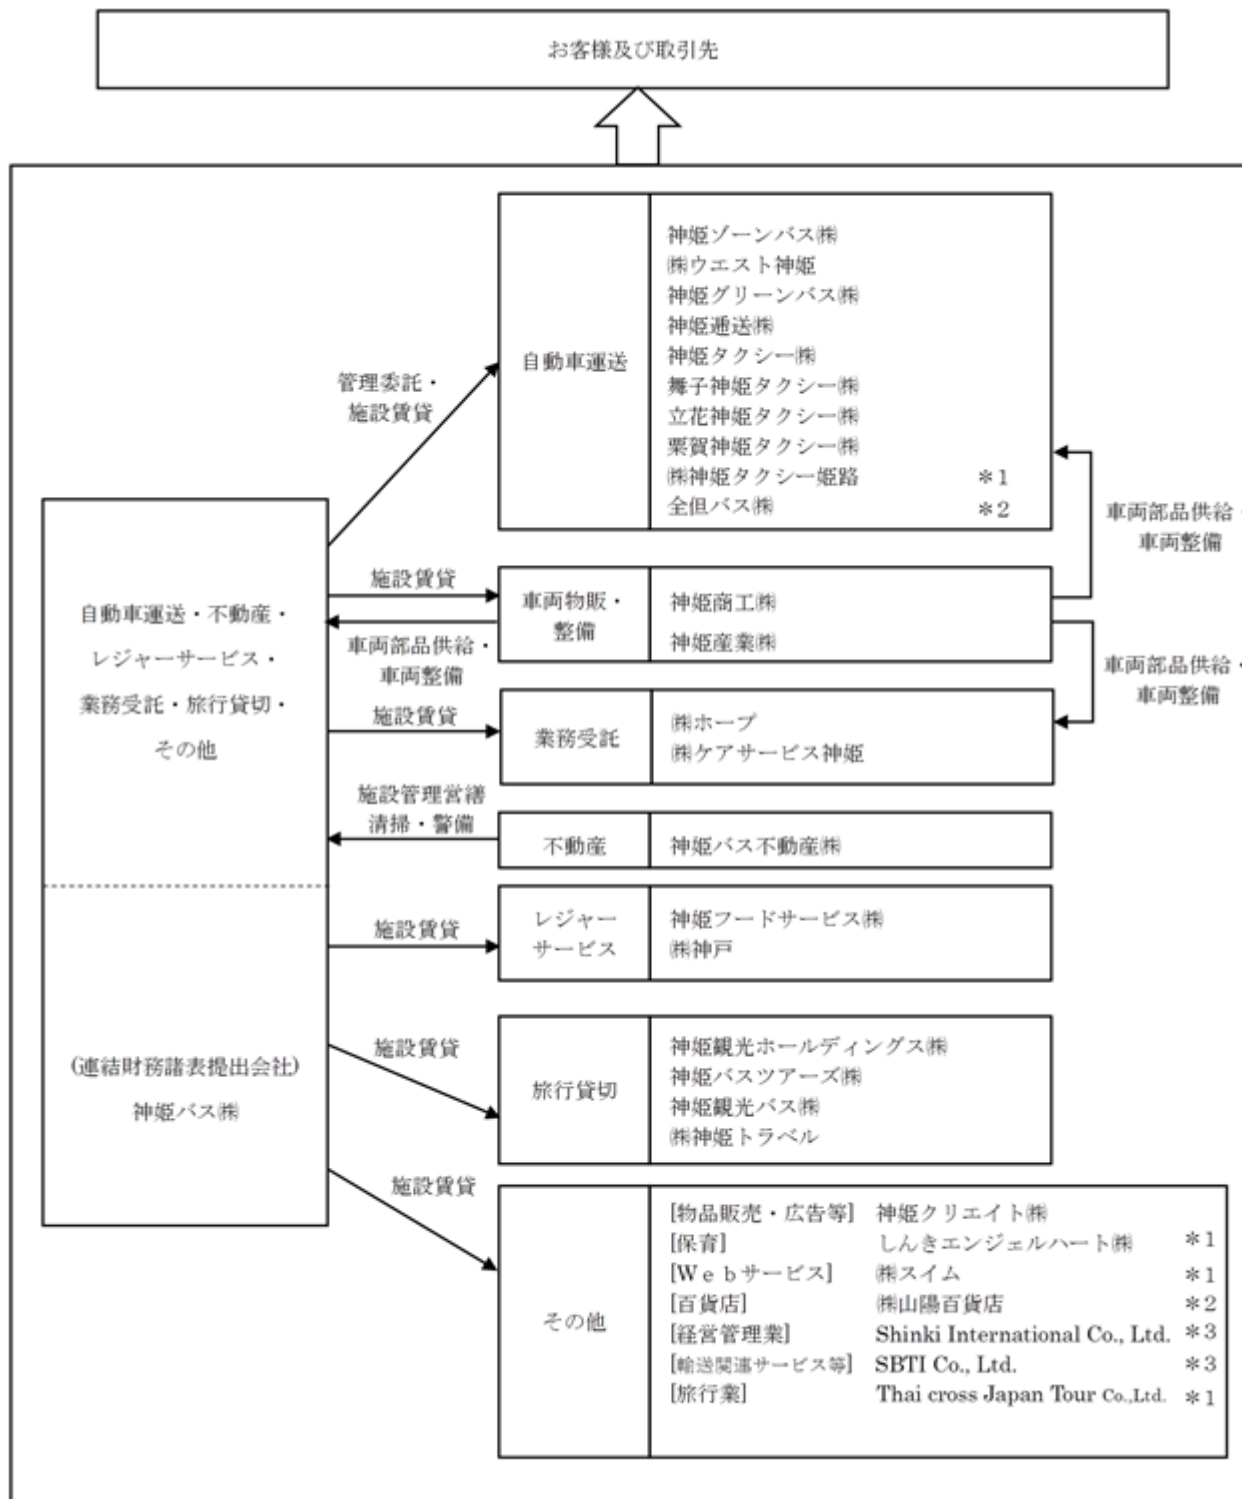 お客様及び取引先
自動車運送
神姫ゾーンバス㈱
㈱ウエスト神姫
神姫グリーンバス㈱
神姫逓送㈱
神姫タクシー㈱
舞子神姫タクシー㈱
立花神姫タクシー㈱
粟賀神姫タクシー㈱
㈱神姫タクシー姫路 ＊1
全但バス㈱ ＊2
管理委託・
施設賃貸
車両部品供給・
車両整備
自動車運送・不動産・
レジャーサービス・
業務受託・旅行貸切・
その他
(連結財務諸表提出会社)
神姫バス㈱
施設賃貸
車両部品供給・
車両整備
車両物販・
整備
神姫商工㈱
神姫産業㈱
車両部品供給・
車両整備
施設賃貸
業務受託
㈱ホープ
㈱ケアサービス神姫
施設管理営繕
清掃・警備
不動産
神姫バス不動産㈱
施設賃貸
レジャー
サービス
神姫フードサービス㈱
㈱神戸
施設賃貸
旅行貸切
神姫観光ホールディングス㈱
神姫バスツアーズ㈱
神姫観光バス㈱
㈱神姫トラベル
施設賃貸
その他
[物品販売・広告等] 神姫クリエイト㈱
[保育] しんきエンジェルハート㈱ ＊1
[Ｗｅｂサービス] ㈱スイム ＊1
[百貨店] ㈱山陽百貨店 ＊2
[経営管理業] Shinki International Co., Ltd. ＊3
[輸送関連サービス等] SBTI Co., Ltd. ＊3
[旅行業] Thai cross Japan Tour Co.,Ltd. ＊1